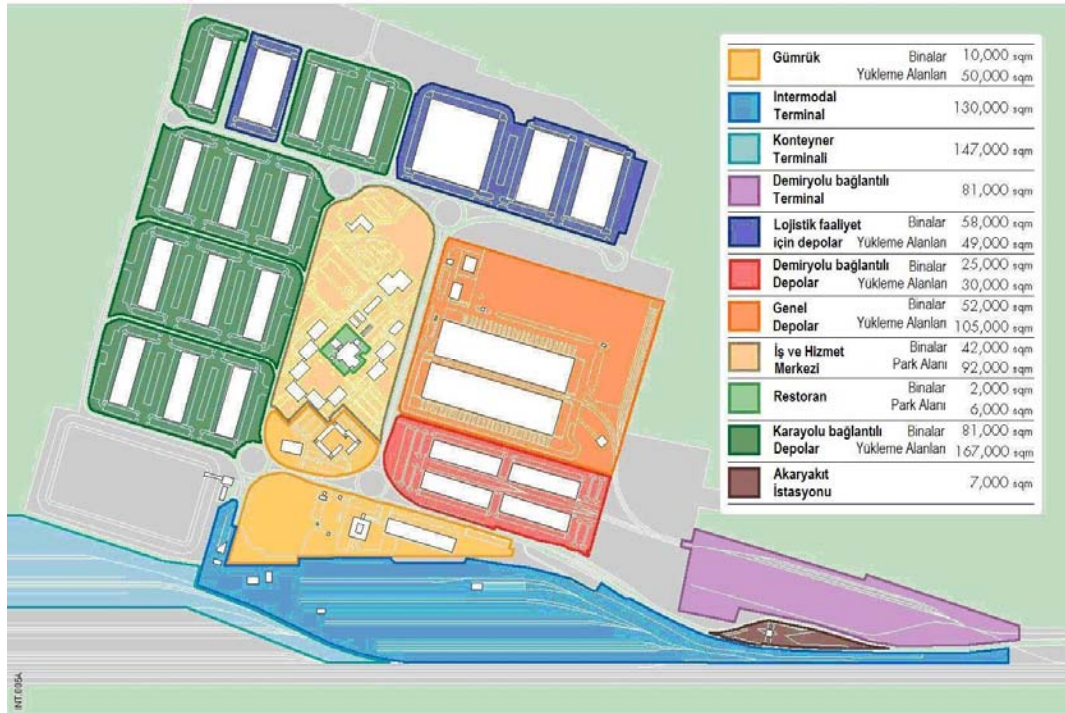 Gümrük Binalar 10,000 sqm
Yükleme Alanları 50,000 sqm
Intermodal
Terminal 130,000 sqm
Konteyner
Terminali 147,000 sqm
Demiryolu bağlantılı
Terminal 81,000 sqm
Lojistik faaliyet Binalar 58,000 sqm
için depolar Yükleme Alanları 49,000 sqm
Demiryolu bağlantılı Binalar 25,000 sqm
Depolar Yükleme Alanları 30,000 sqm
Genel Binalar 52,000 sqm
Depolar Yükleme Alanları 105,000 sqm
İş ve Hizmet Binalar 42,000 sqm
Merkezi Park Alanı 92,000 sqm
Restoran Binalar 2,000 sqm
Park Alanı 6,000 sqm
Karayolu bağlantılı Binalar 81,000 sqm
Depolar Yükleme Alanları 167,000 sqm
Akaryakıt
İstasyonu 7,000 sqm